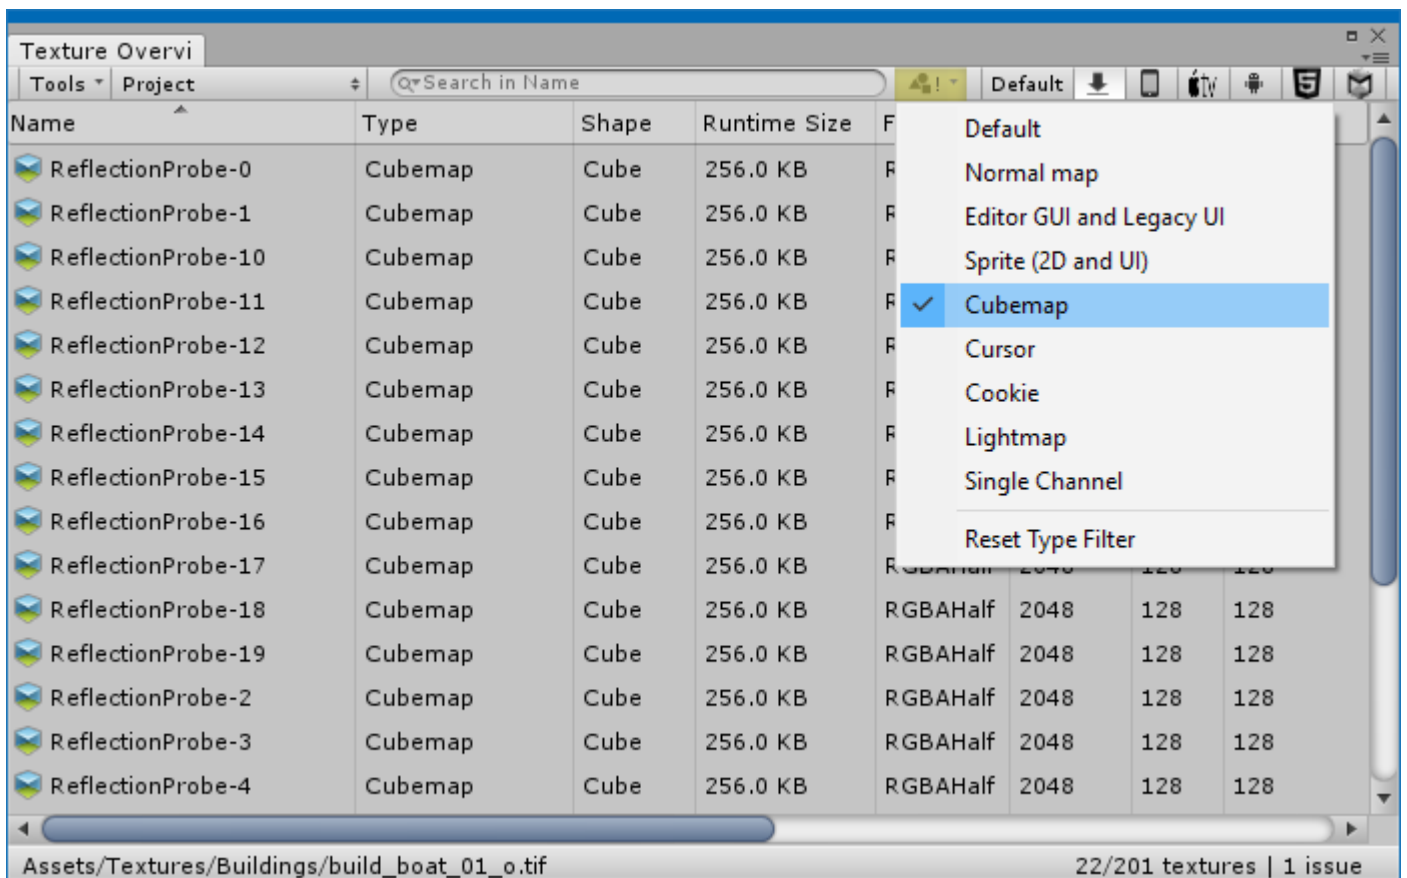 Texture Overvi
Tools Project Search in Name ! Default tv 5
Name Type Shape Runtime Size F
ReflectionProbe-0 Cubemap Cube 256.0 KB R
ReflectionProbe-1 Cubemap Cube 256.0 KB R
ReflectionProbe-10 Cubemap Cube 256.0 KB R
ReflectionProbe-11 Cubemap Cube 256.0 KB R
ReflectionProbe-12 Cubemap Cube 256.0 KB R
ReflectionProbe-13 Cubemap Cube 256.0 KB R
ReflectionProbe-14 Cubemap Cube 256.0 KB R
ReflectionProbe-15 Cubemap Cube 256.0 KB R
ReflectionProbe-16 Cubemap Cube 256.0 KB R
ReflectionProbe-17 Cubemap Cube 256.0 KB RGBAHalf 2048 128 128
ReflectionProbe-18 Cubemap Cube 256.0 KB RGBAHalf 2048 128 128
ReflectionProbe-19 Cubemap Cube 256.0 KB RGBAHalf 2048 128 128
ReflectionProbe-2 Cubemap Cube 256.0 KB RGBAHalf 2048 128 128
ReflectionProbe-3 Cubemap Cube 256.0 KB RGBAHalf 2048 128 128
ReflectionProbe-4 Cubemap Cube 256.0 KB RGBAHalf 2048 128 128
Default
Normal map
Editor GUI and Legacy UI
Sprite (2D and UI)
Cubemap
Cursor
Cookie
Lightmap
Single Channel
Reset Type Filter
Assets/Textures/Buildings/build_boat_01_o.tif 22/201 textures | 1 issue